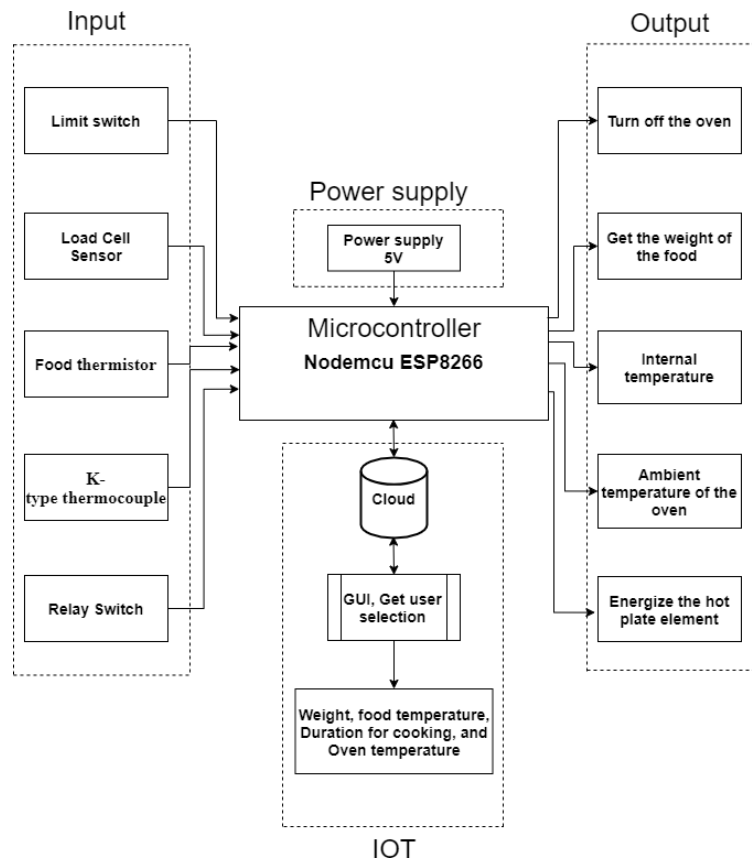 Input
Limit switch
Load Cell
Sensor
Food thermistor
K-
type thermocouple
Relay Switch
Power supply
Power supply
5V
Microcontroller
Nodemcu ESP8266
Cloud
GUI, Get user
selection
Weight, food temperature,
Duration for cooking, and
Oven temperature
IOT
Output
Turn off the oven
Get the weight of
the food
Internal
temperature
Ambient
temperature of the
oven
Energize the hot
plate element